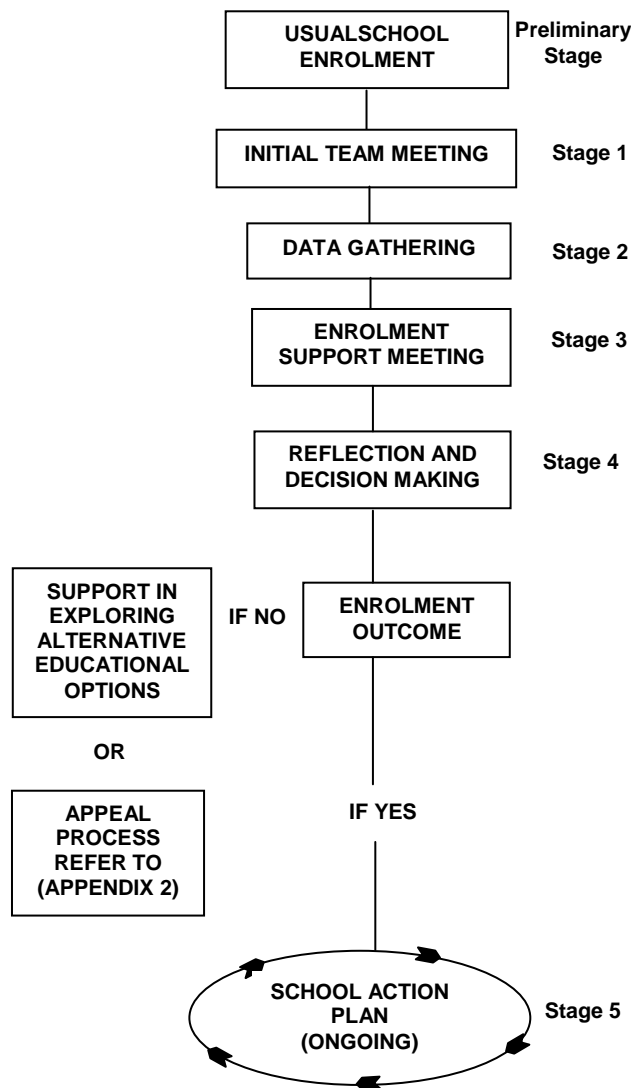 USUALSCHOOL
ENROLMENT
Preliminary
Stage
INITIAL TEAM MEETING
Stage 1
DATA GATHERING
Stage 2
ENROLMENT
SUPPORT MEETING
Stage 3
REFLECTION AND
DECISION MAKING
Stage 4
ENROLMENT
OUTCOME
IF NO
SUPPORT IN
EXPLORING
ALTERNATIVE
EDUCATIONAL
OPTIONS
OR
APPEAL
PROCESS
REFER TO
(APPENDIX 2)
IF YES
SCHOOL ACTION
PLAN
(ONGOING)
Stage 5